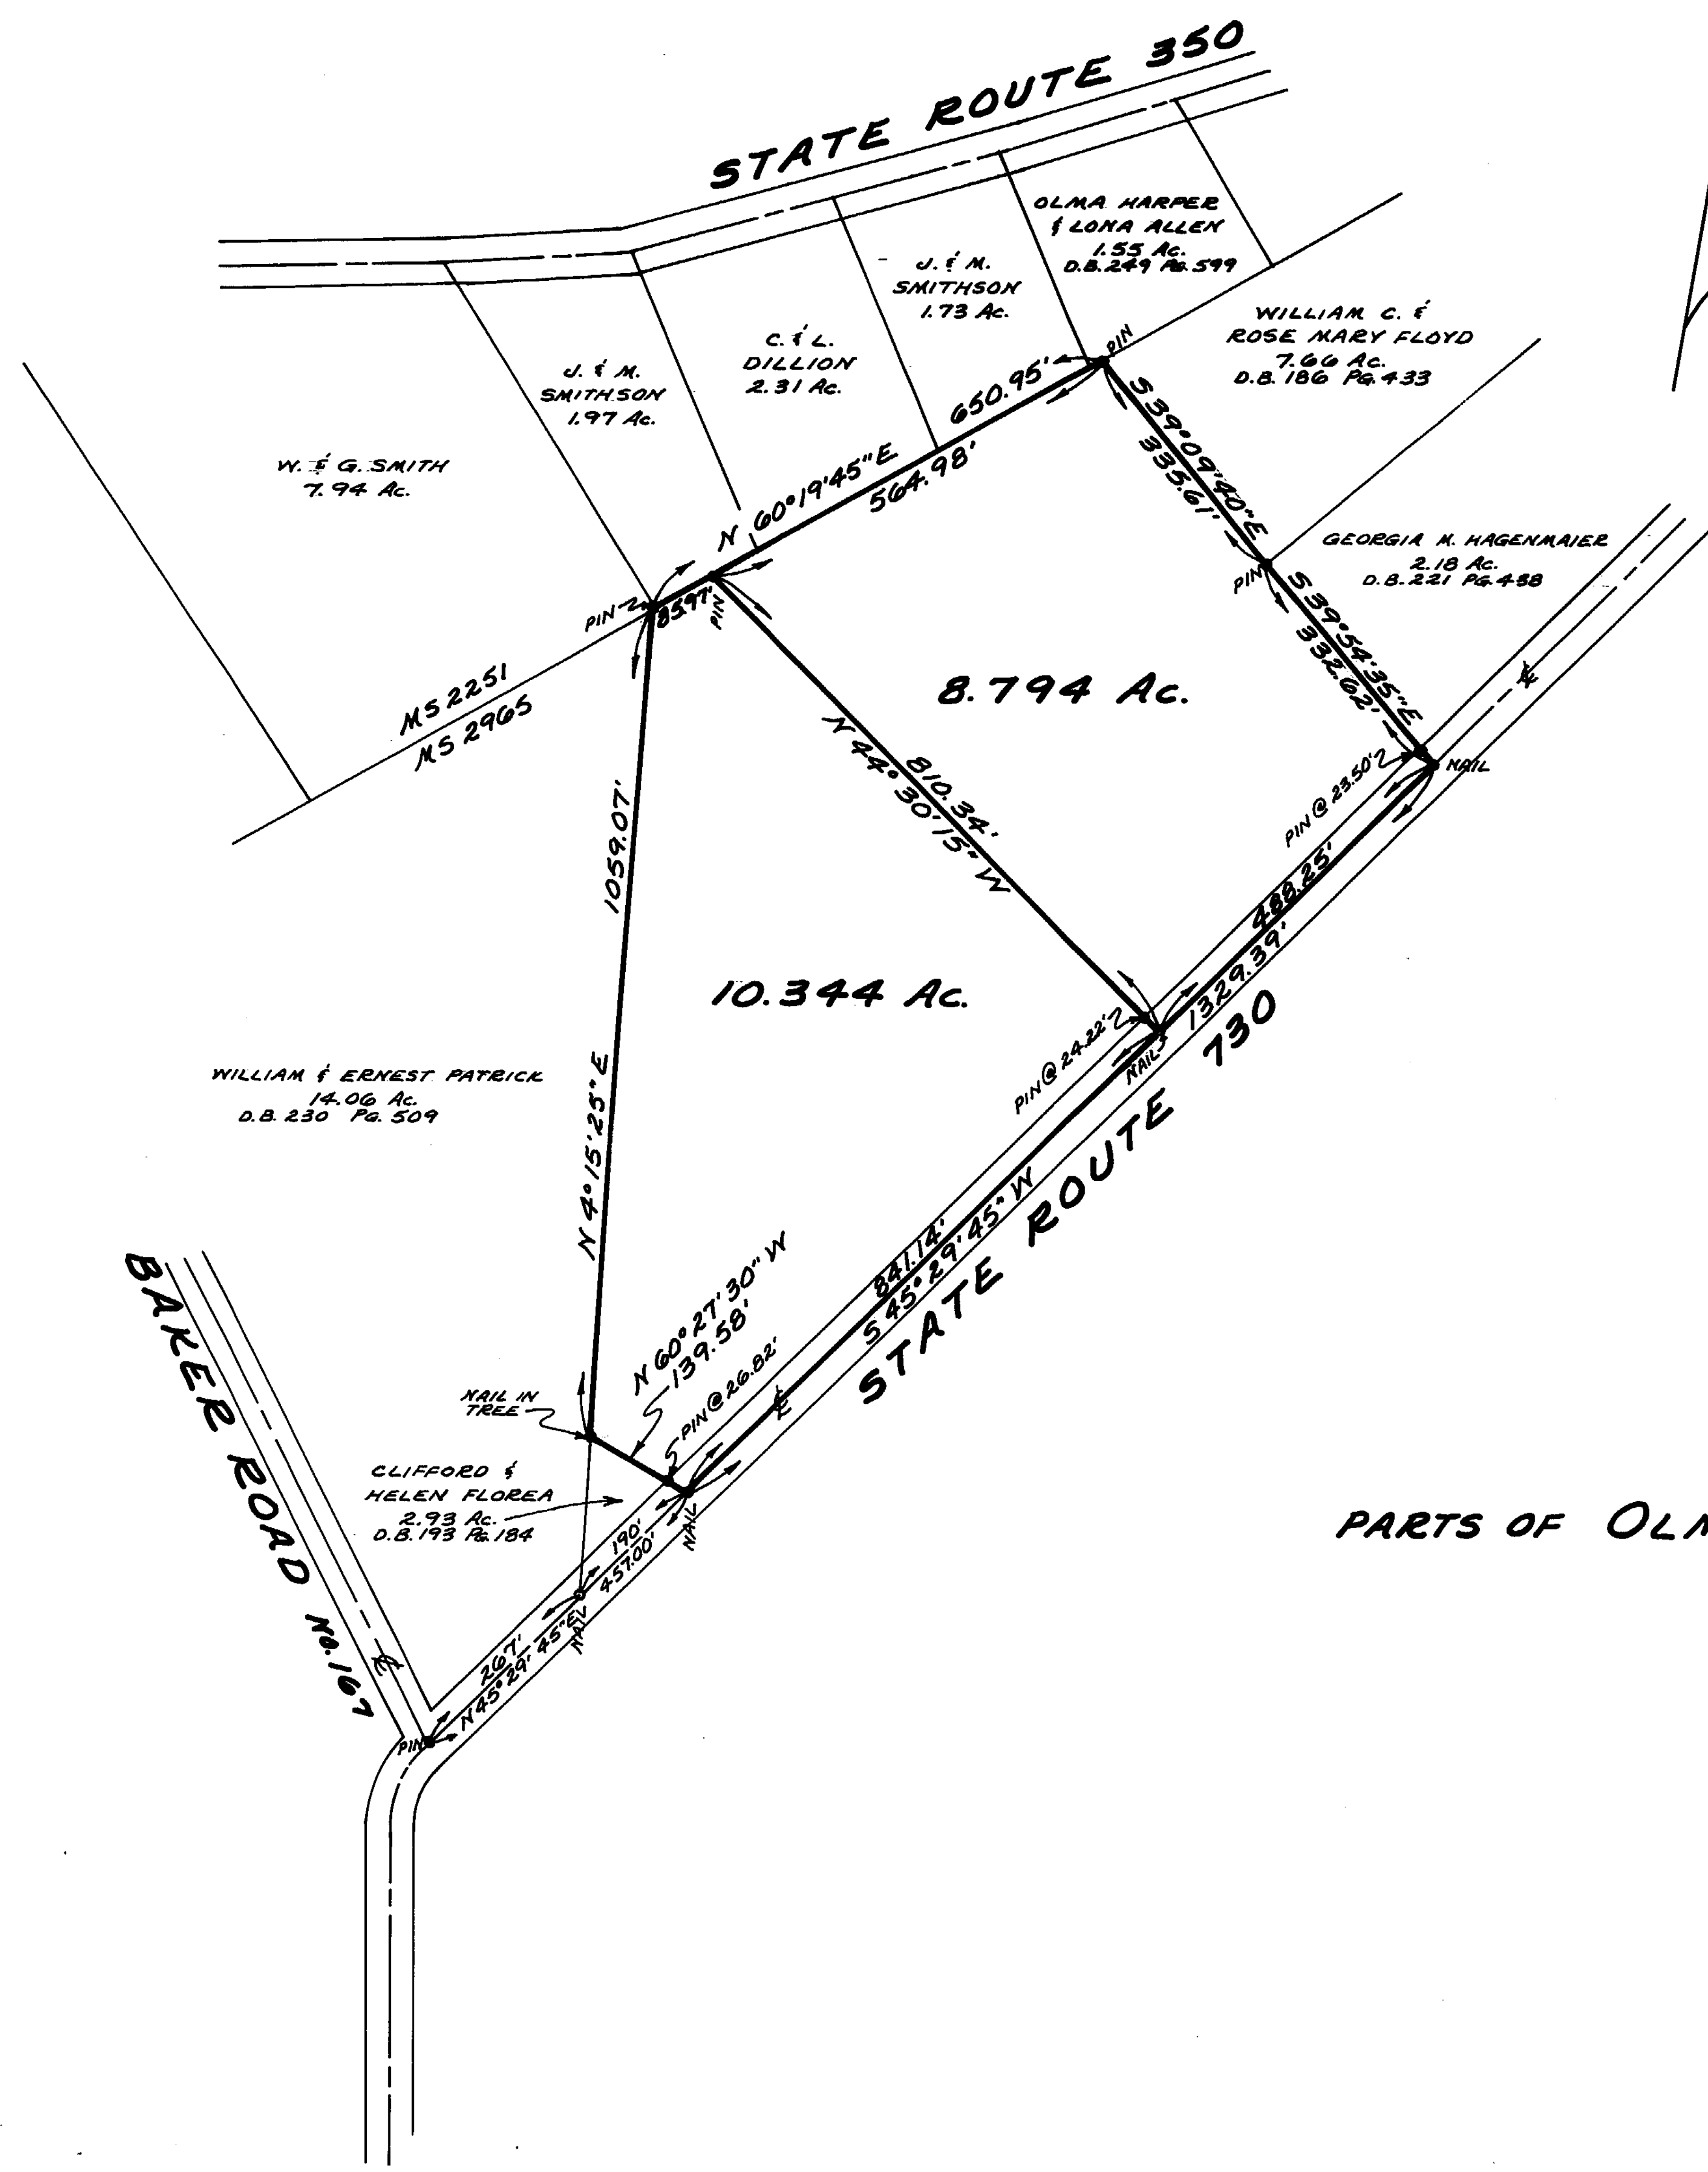 STATE ROUTE 350
OLMA HARPER
& LONA ALLEN
1.55 Ac.
D.B. 249 PG. 599
J. & M.
SMITHSON
1.73 Ac.
WILLIAM C. &
ROSE MARY FLOYD
7.66 Ac.
D.B. 186 PG. 433
C. & L.
DILLION
2.31 Ac.
J. & M.
SMITHSON
1.97 Ac.
W. & G. SMITH
7.94 Ac.
PIN
650.95'
N 60°19'45"E
564.98'
S 39°09'40"E
335.61'
GEORGIA M. HAGENMAIER
2.18 Ac.
D.B. 221 PG. 438
PIN
S 39°54'35"E
332.62'
PIN
85.97'
PIN
MS 2251
MS 2965
8.794 Ac.
810.34'
N 44°30'15" W
PIN @ 23.50'
NAIL
1059.07'
N 4°15'25"E
488.25'
1329.39'
10.344 Ac.
PIN @ 24.22'
NAIL
STATE ROUTE 730
WILLIAM & ERNEST PATRICK
14.06 Ac.
D.B. 230 PG. 509
841.14'
S 45°29'45" W
N 60°27'30" W
139.58'
PIN @ 26.82'
BAKER ROAD NO. 167
NAIL IN
TREE
CLIFFORD &
HELEN FLOREA
2.93 Ac.
D.B. 193 PG. 184
NAIL
190'
457.00'
NAIL
267'
N 45°29'45"E
PIN
PARTS OF OLM